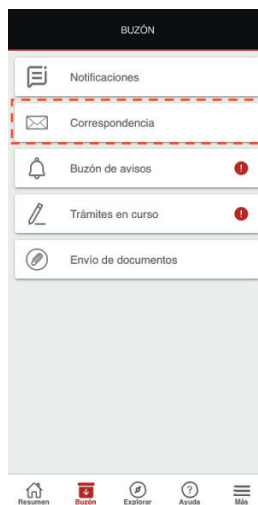 BUZÓN
Notificaciones
Correspondencia
Buzón de avisos
Trámites en curso
Envío de documentos
Resumen Buzón Explorar Ayuda Más